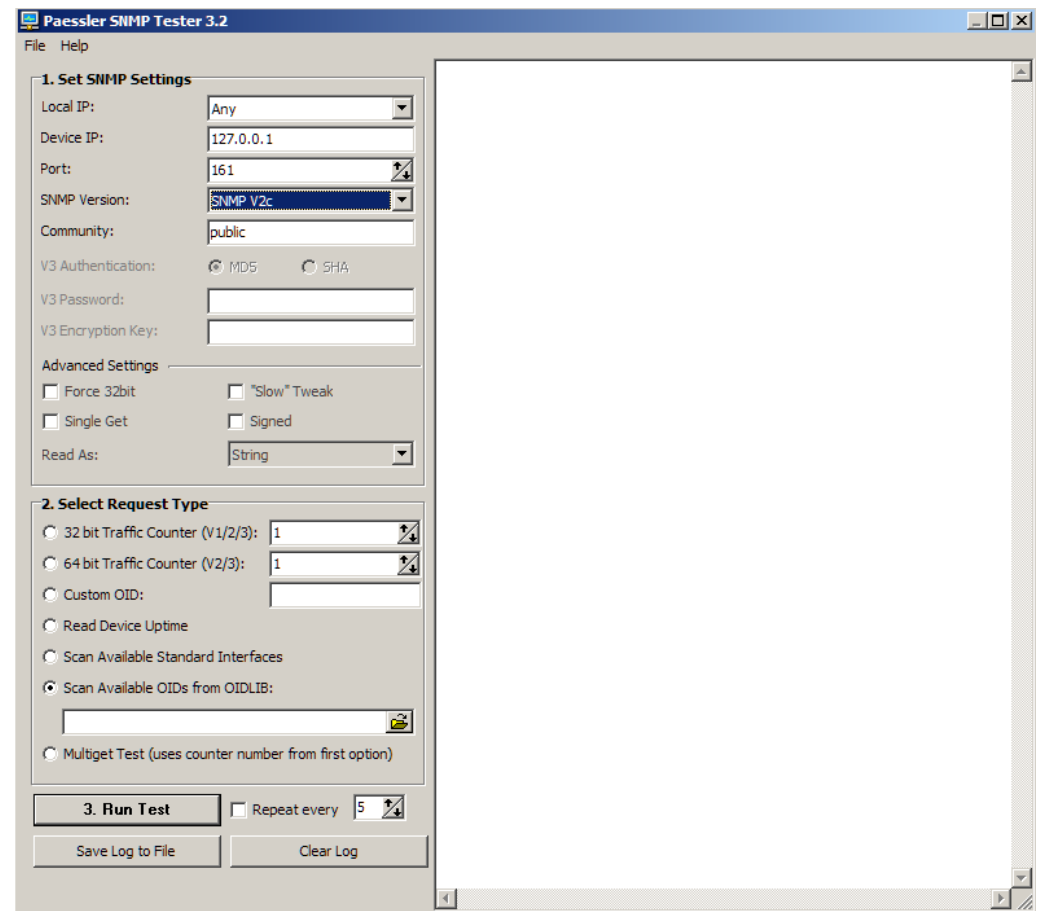 Paessler SNMP Tester 3.2
File Help
1. Set SNMP Settings
Local IP: Any
Device IP: 127.0.0.1
Port: 161
SNMP Version: SNMP V2c
Community: public
V3 Authentication: MD5 SHA
V3 Password:
V3 Encryption Key:
Advanced Settings
Force 32bit "Slow" Tweak
Single Get Signed
Read As: String
2. Select Request Type
32 bit Traffic Counter (V1/2/3): 1
64 bit Traffic Counter (V2/3): 1
Custom OID:
Read Device Uptime
Scan Available Standard Interfaces
Scan Available OIDs from OIDLIB:
Multiget Test (uses counter number from first option)
3. Run Test Repeat every 5
Save Log to File Clear Log